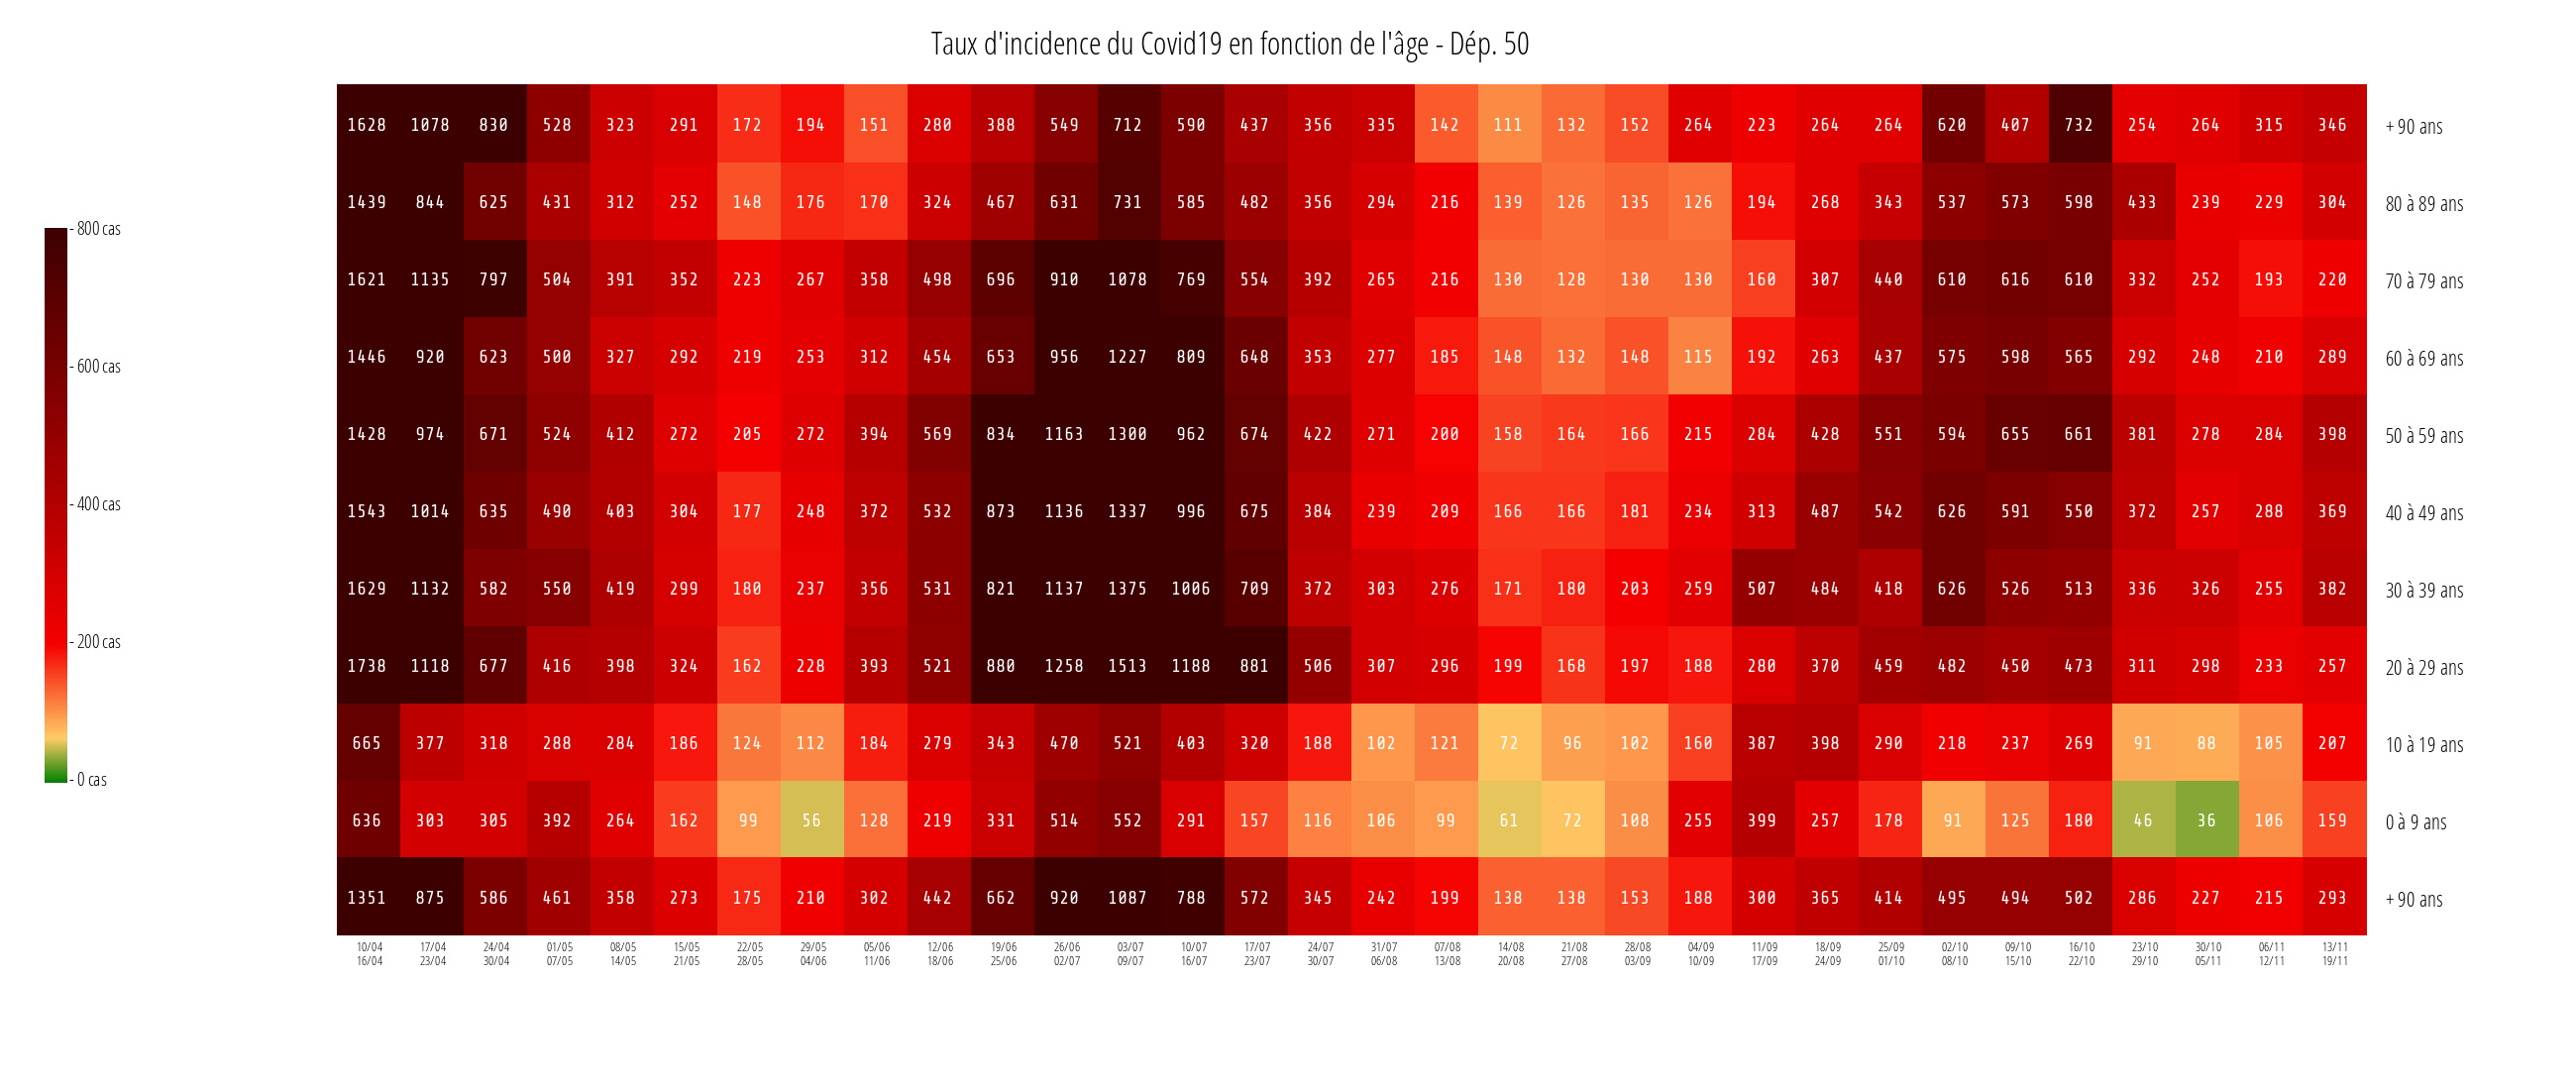 Taux d'incidence du Covid19 en fonction de l'âge - Dép. 50
- 800 cas
- 600 cas
- 400 cas
- 200 cas
- 0 cas
1628 1078 830 528 323 291 172 194 151 280 388 549 712 590 437 356 335 142 111 132 152 264 223 264 264 620 407 732 254 264 315 346 + 90 ans
1439 844 625 431 312 252 148 176 170 324 467 631 731 585 482 356 294 216 139 126 135 126 194 268 343 537 573 598 433 239 229 304 80 à 89 ans
1621 1135 797 504 391 352 223 267 358 498 696 910 1078 769 554 392 265 216 130 128 130 130 160 307 440 610 616 610 332 252 193 220 70 à 79 ans
1446 920 623 500 327 292 219 253 312 454 653 956 1227 809 648 353 277 185 148 132 148 115 192 263 437 575 598 565 292 248 210 289 60 à 69 ans
1428 974 671 524 412 272 205 272 394 569 834 1163 1300 962 674 422 271 200 158 164 166 215 284 428 551 594 655 661 381 278 284 398 50 à 59 ans
1543 1014 635 490 403 304 177 248 372 532 873 1136 1337 996 675 384 239 209 166 166 181 234 313 487 542 626 591 550 372 257 288 369 40 à 49 ans
1629 1132 582 550 419 299 180 237 356 531 821 1137 1375 1006 709 372 303 276 171 180 203 259 507 484 418 626 526 513 336 326 255 382 30 à 39 ans
1738 1118 677 416 398 324 162 228 393 521 880 1258 1513 1188 881 506 307 296 199 168 197 188 280 370 459 482 450 473 311 298 233 257 20 à 29 ans
665 377 318 288 284 186 124 112 184 279 343 470 521 403 320 188 102 121 72 96 102 160 387 398 290 218 237 269 91 88 105 207 10 à 19 ans
636 303 305 392 264 162 99 56 128 219 331 514 552 291 157 116 106 99 61 72 108 255 399 257 178 91 125 180 46 36 106 159 0 à 9 ans
1351 875 586 461 358 273 175 210 302 442 662 920 1087 788 572 345 242 199 138 138 153 188 300 365 414 495 494 502 286 227 215 293 + 90 ans
10/04 17/04 24/04 01/05 08/05 15/05 22/05 29/05 05/06 12/06 19/06 26/06 03/07 10/07 17/07 24/07 31/07 07/08 14/08 21/08 28/08 04/09 11/09 18/09 25/09 02/10 09/10 16/10 23/10 30/10 06/11 13/11
16/04 23/04 30/04 07/05 14/05 21/05 28/05 04/06 11/06 18/06 25/06 02/07 09/07 16/07 23/07 30/07 06/08 13/08 20/08 27/08 03/09 10/09 17/09 24/09 01/10 08/10 15/10 22/10 29/10 05/11 12/11 19/11